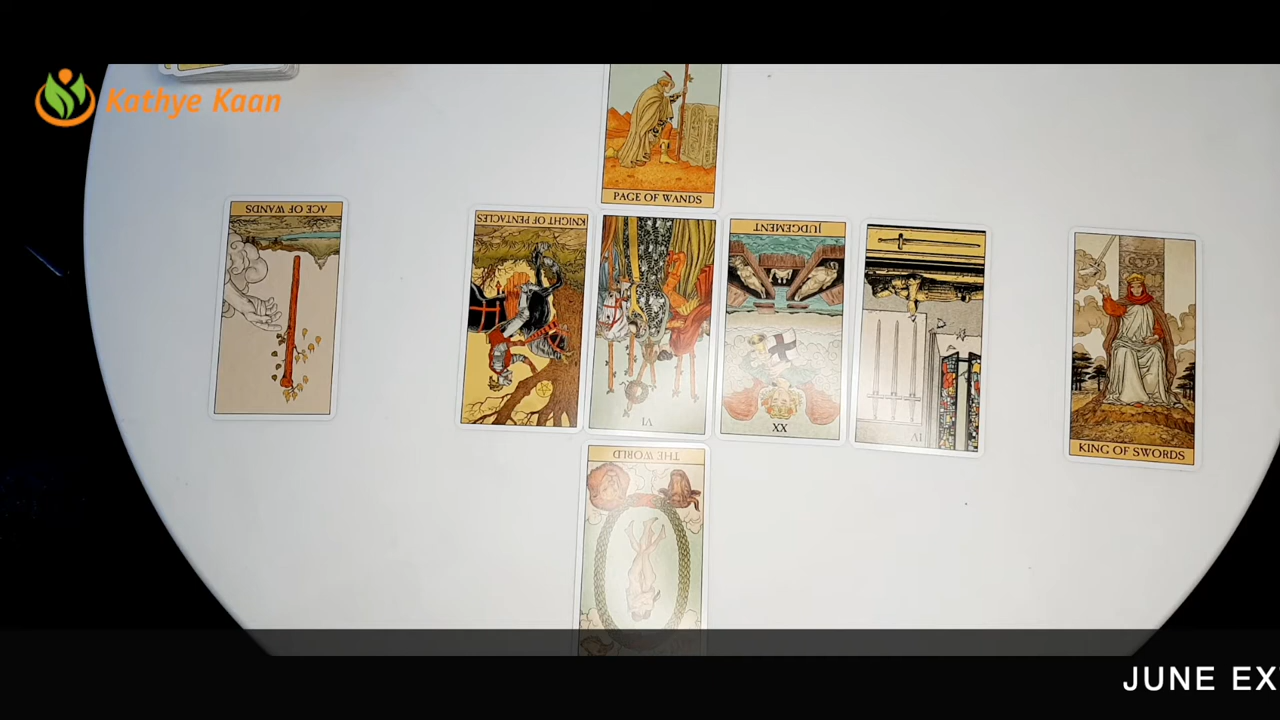 Kathye Kaan
PAGE OF WANDS
ACE OF WANDS
KNIGHT OF PENTACLES
VI
JUDGEMENT
XX
IV
KING OF SWORDS
THE WORLD
JUNE EX